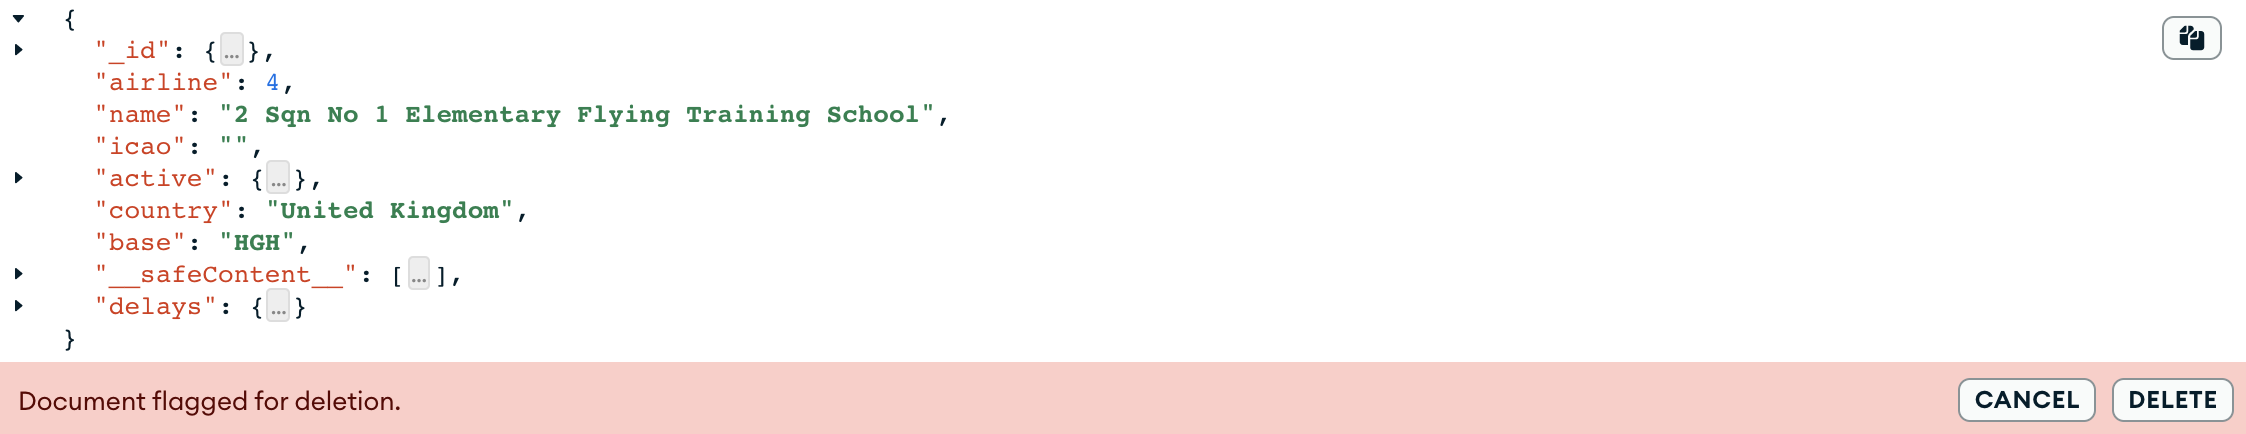 {
"_id": {...},
"airline": 4,
"name": "2 Sqn No 1 Elementary Flying Training School",
"icao": "",
"active": {...},
"country": "United Kingdom",
"base": "HGH",
"__safeContent__": [...],
"delays": {...}
}
Document flagged for deletion. CANCEL DELETE